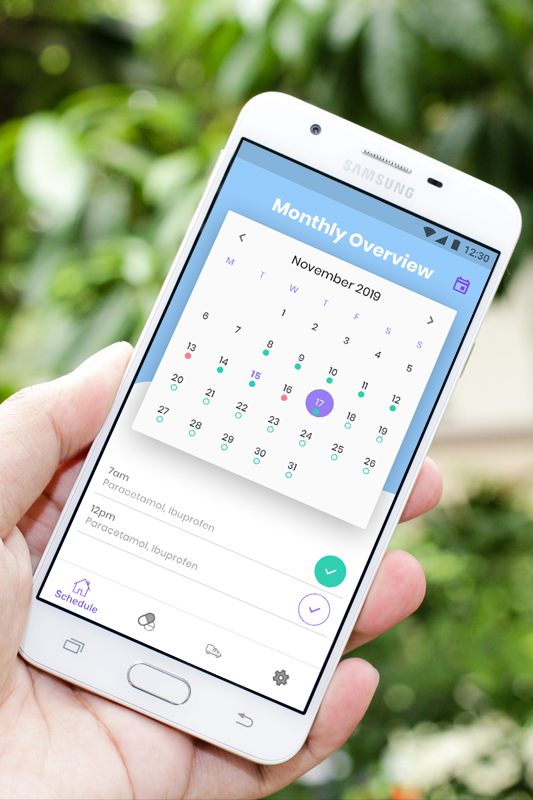 SAMSUNG
12:30
Monthly Overview
November 2019
M T W T F S S
1 2 3 4 5
6 7 8 9 10 11 12
13 14 15 16 17 18 19
20 21 22 23 24 25 26
27 28 29 30 31
7am
Paracetamol, Ibuprofen
12pm
Paracetamol, Ibuprofen
Schedule